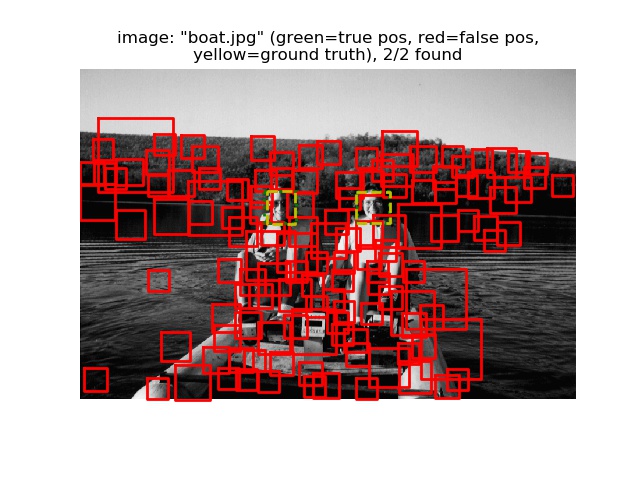 image: "boat.jpg" (green=true pos, red=false pos,
yellow=ground truth), 2/2 found